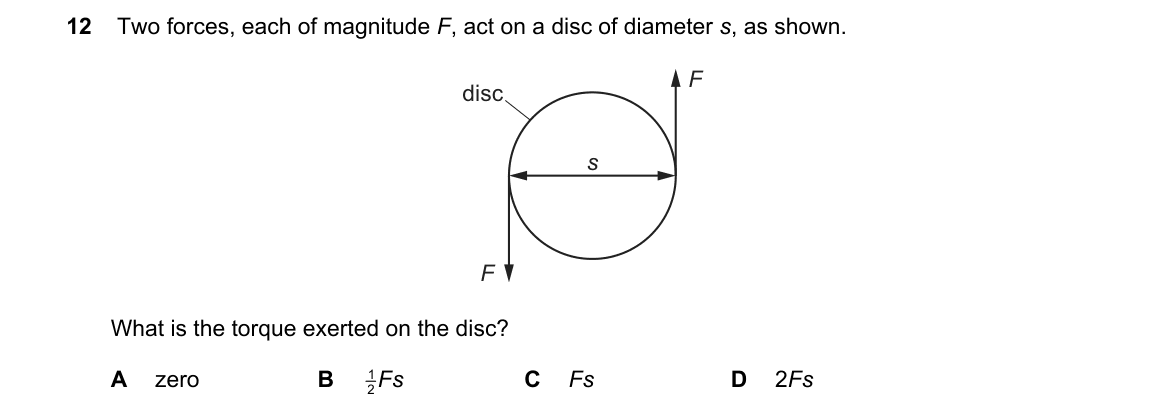 12 Two forces, each of magnitude F, act on a disc of diameter s, as shown.
F
disc
s
F
What is the torque exerted on the disc?
A zero B ½Fs C Fs D 2Fs